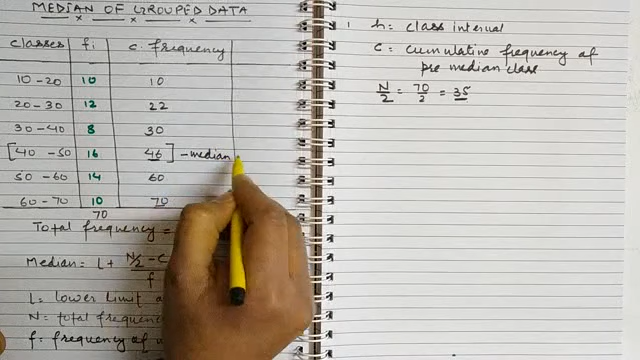 MEDIAN OF GROUPED DATA
classes fi c. frequency
10-20 10 10
20-30 12 22
30-40 8 30
[40-50 16 46] - median
50-60 14 60
60-70 10 70
70
Total frequency =
Median = l + N/2 - C
f
l = lower limit
N = total
f = frequency of
h = class interval
C = cumulative frequency of
pre median class
N/2 = 70/2 = 35